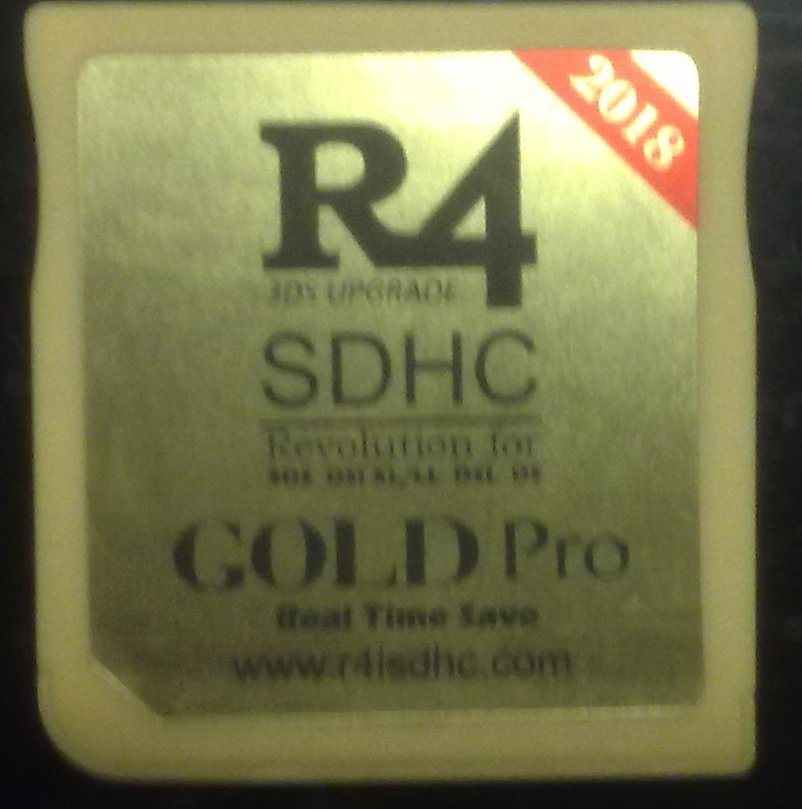 2018
R4
3DS UPGRADE
SDHC
Revolution for
GOLD Pro
Real Time Save
www.r4isdhc.com